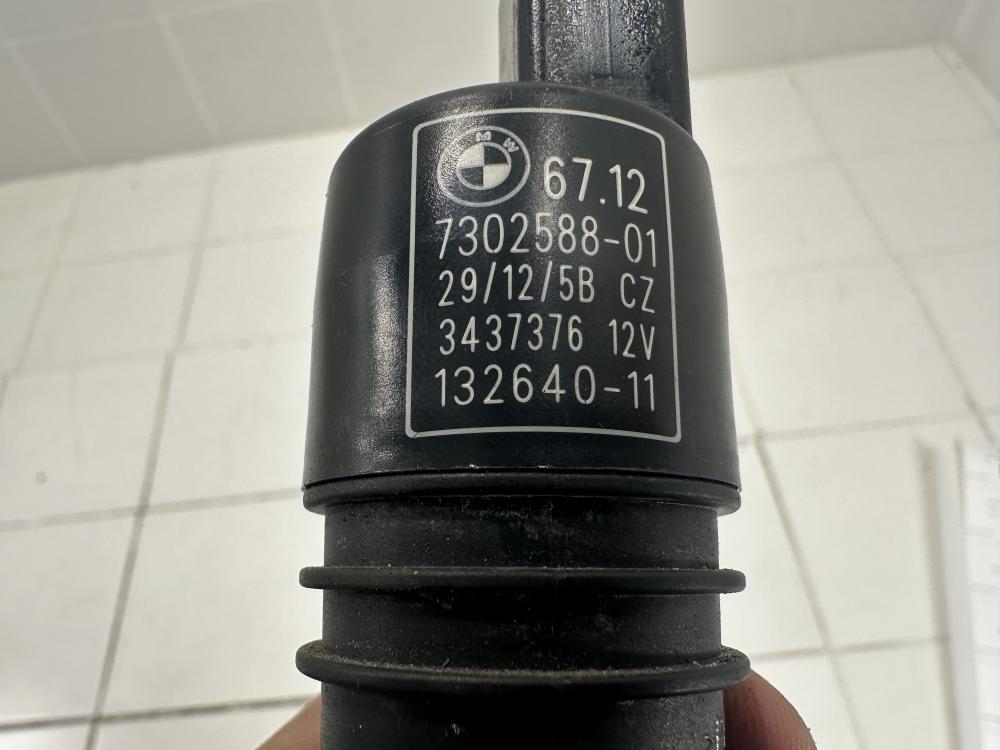 BMW 67.12
7302588-01
29/12/5B CZ
3437376 12V
132640-11